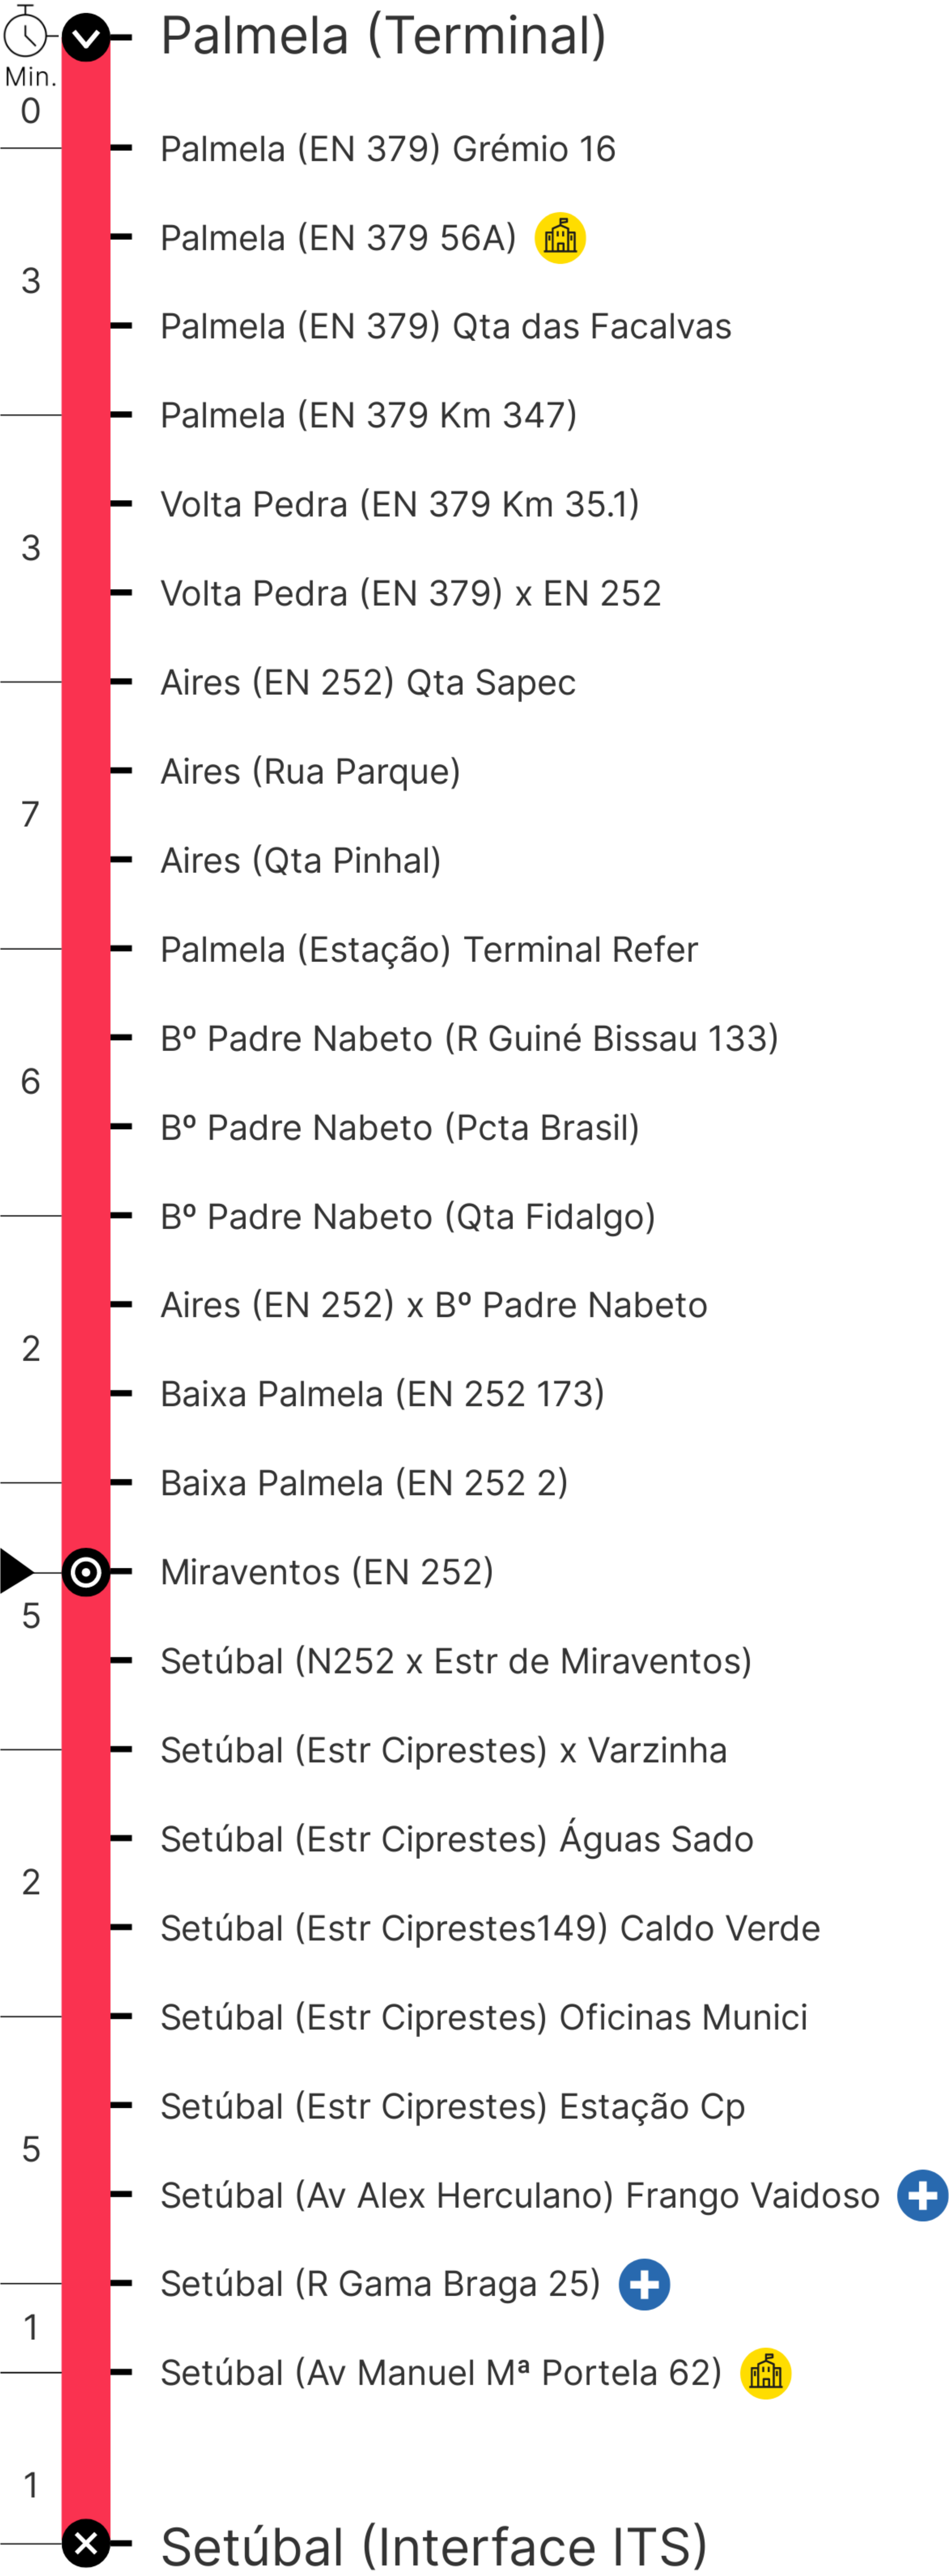 Palmela (Terminal)
Min.
0
Palmela (EN 379) Grémio 16
Palmela (EN 379 56A)
3
Palmela (EN 379) Qta das Facalvas
Palmela (EN 379 Km 347)
Volta Pedra (EN 379 Km 35.1)
3
Volta Pedra (EN 379) x EN 252
Aires (EN 252) Qta Sapec
Aires (Rua Parque)
7
Aires (Qta Pinhal)
Palmela (Estação) Terminal Refer
Bº Padre Nabeto (R Guiné Bissau 133)
6
Bº Padre Nabeto (Pcta Brasil)
Bº Padre Nabeto (Qta Fidalgo)
Aires (EN 252) x Bº Padre Nabeto
2
Baixa Palmela (EN 252 173)
Baixa Palmela (EN 252 2)
Miraventos (EN 252)
5
Setúbal (N252 x Estr de Miraventos)
Setúbal (Estr Ciprestes) x Varzinha
Setúbal (Estr Ciprestes) Águas Sado
2
Setúbal (Estr Ciprestes149) Caldo Verde
Setúbal (Estr Ciprestes) Oficinas Munici
Setúbal (Estr Ciprestes) Estação Cp
5
Setúbal (Av Alex Herculano) Frango Vaidoso
Setúbal (R Gama Braga 25)
1
Setúbal (Av Manuel Mª Portela 62)
1
Setúbal (Interface ITS)